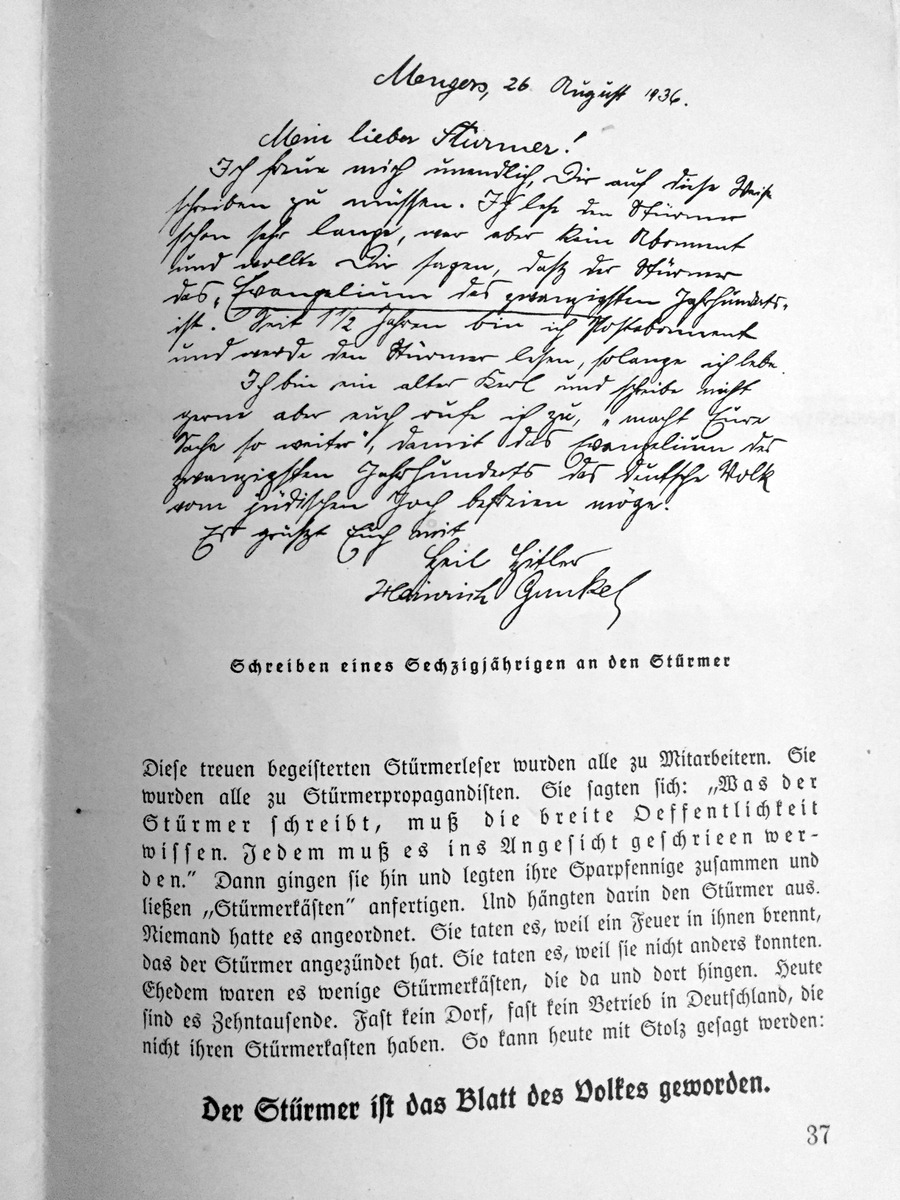 Mengers, 26 August 1936.
Mein lieber Stürmer!
Ich freue mich unendlich, Dir auf diese Weise
schreiben zu müssen. Ich lese den Stürmer
schon sehr lange, war aber kein Abonment
und wollte Dir sagen, dasz der Stürmer
das „Evangelium des zwanzigsten Jahrhunderts“
ist. Seit 1 1/2 Jahren bin ich Postabonment
und werde den Stürmer lesen, solange ich lebe.
Ich bin ein alter Kerl und schreibe nicht
gerne aber euch rufe ich zu, „macht Eure
Sache so weiter“, damit das Evangelium des
zwanzigsten Jahrhunderts das deutsche Volk
vom jüdischen Joch befreien möge.
Es grüszt Euch mit
Heil Hitler
Heinrich Gunkel
Schreiben eines Sechzigjährigen an den Stürmer
Diese treuen begeisterten Stürmerleser wurden alle zu Mitarbeitern. Sie
wurden alle zu Stürmerpropagandisten. Sie sagten sich: „Was der
Stürmer schreibt, muß die breite Oeffentlichkeit
wissen. Jedem muß es ins Angesicht geschrieen wer-
den.“ Dann gingen sie hin und legten ihre Sparpfennige zusammen und
ließen „Stürmerkästen“ anfertigen. Und hängten darin den Stürmer aus.
Niemand hatte es angeordnet. Sie taten es, weil ein Feuer in ihnen brennt,
das der Stürmer angezündet hat. Sie taten es, weil sie nicht anders konnten.
Ehedem waren es wenige Stürmerkästen, die da und dort hingen. Heute
sind es Zehntausende. Fast kein Dorf, fast kein Betrieb in Deutschland, die
nicht ihren Stürmerkasten haben. So kann heute mit Stolz gesagt werden:
Der Stürmer ist das Blatt des Volkes geworden.
37